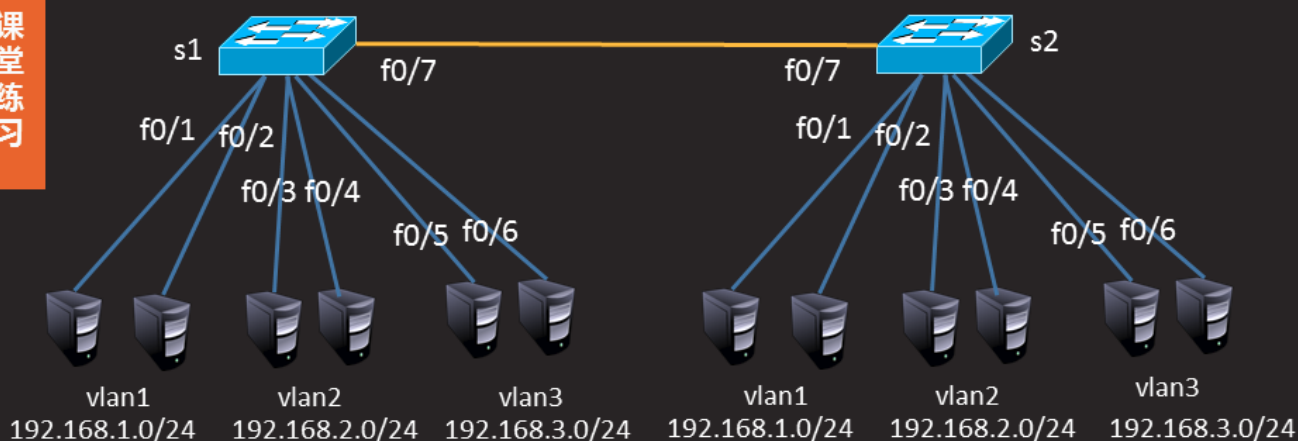 课
堂
练
习
s1
s2
f0/7
f0/7
f0/1
f0/2
f0/1
f0/2
f0/3
f0/4
f0/3
f0/4
f0/5
f0/6
f0/5
f0/6
vlan1
vlan2
vlan3
vlan1
vlan2
vlan3
192.168.1.0/24
192.168.2.0/24
192.168.3.0/24
192.168.1.0/24
192.168.2.0/24
192.168.3.0/24